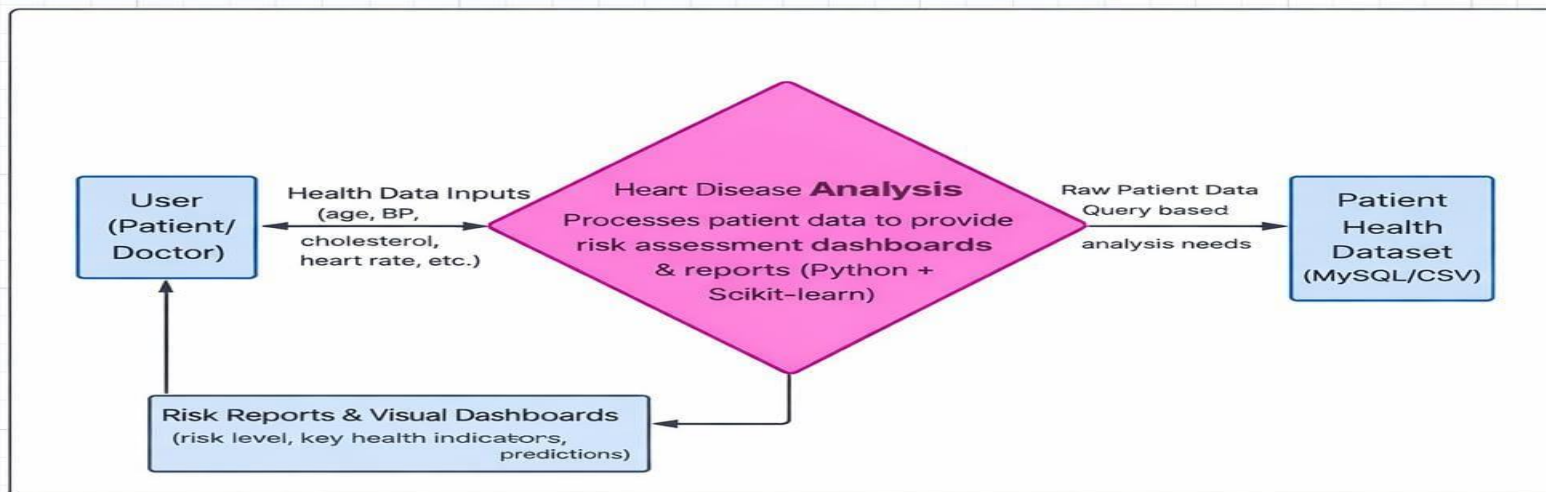 User
(Patient/
Doctor)
Health Data Inputs
(age, BP,
cholesterol,
heart rate, etc.)
Heart Disease Analysis
Processes patient data to provide
risk assessment dashboards
& reports (Python +
Scikit-learn)
Raw Patient Data
Query based
analysis needs
Patient
Health
Dataset
(MySQL/CSV)
Risk Reports & Visual Dashboards
(risk level, key health indicators,
predictions)